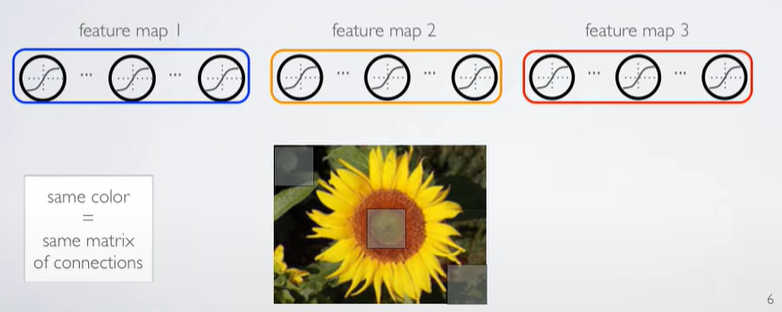 feature map 1
feature map 2
feature map 3
same color
=
same matrix
of connections
6